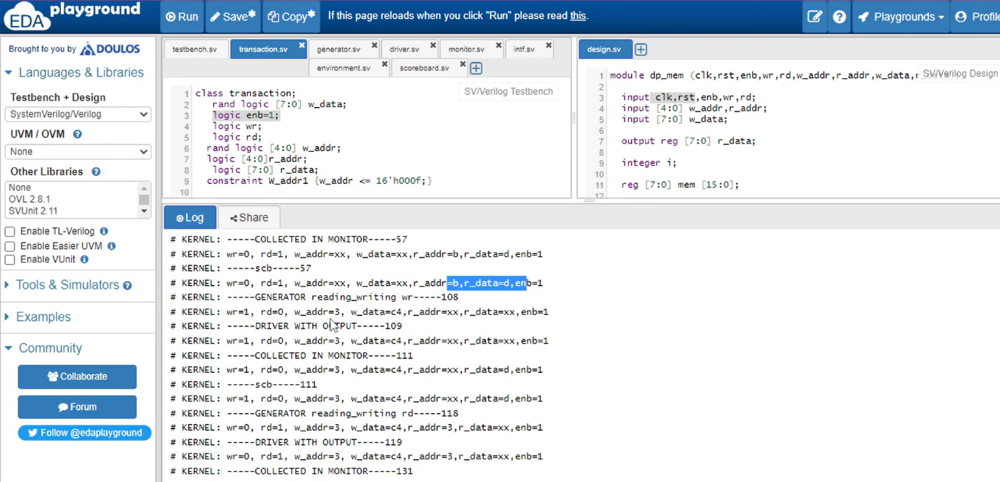 EDA playground
Run
Save*
Copy*
If this page reloads when you click "Run" please read this.
Playgrounds
Profile
Brought to you by DOULOS
Languages & Libraries
Testbench + Design
SystemVerilog/Verilog
UVM / OVM
None
Other Libraries
None
OVL 2.8.1
SVUnit 2.11
Enable TL-Verilog
Enable Easier UVM
Enable VUnit
Tools & Simulators
Examples
Community
Collaborate
Forum
Follow @edaplayground
testbench.sv
transaction.sv
generator.sv
driver.sv
monitor.sv
intf.sv
environment.sv
scoreboard.sv
SV/Verilog Testbench
1 class transaction;
2 rand logic [7:0] w_data;
3 logic enb=1;
4 logic wr;
5 logic rd;
6 rand logic [4:0] w_addr;
7 logic [4:0]r_addr;
8 logic [7:0] r_data;
9 constraint W_addr1 {w_addr <= 16'h000f;}
10
design.sv
SV/Verilog Design
1 module dp_mem (clk,rst,enb,wr,rd,w_addr,r_addr,w_data,
2
3 input clk,rst,enb,wr,rd;
4 input [4:0] w_addr,r_addr;
5 input [7:0] w_data;
6
7 output reg [7:0] r_data;
8
9 integer i;
10
11 reg [7:0] mem [15:0];
12
Log
Share
# KERNEL: -----COLLECTED IN MONITOR-----57
# KERNEL: wr=0, rd=1, w_addr=xx, w_data=xx,r_addr=b,r_data=d,enb=1
# KERNEL: -----scb-----57
# KERNEL: wr=0, rd=1, w_addr=xx, w_data=xx,r_addr=b,r_data=d,enb=1
# KERNEL: -----GENERATOR reading_writing wr-----108
# KERNEL: wr=1, rd=0, w_addr=3, w_data=c4,r_addr=xx,r_data=xx,enb=1
# KERNEL: -----DRIVER WITH OUTPUT-----109
# KERNEL: wr=1, rd=0, w_addr=3, w_data=c4,r_addr=xx,r_data=xx,enb=1
# KERNEL: -----COLLECTED IN MONITOR-----111
# KERNEL: wr=1, rd=0, w_addr=3, w_data=c4,r_addr=xx,r_data=d,enb=1
# KERNEL: -----scb-----111
# KERNEL: wr=1, rd=0, w_addr=3, w_data=c4,r_addr=xx,r_data=d,enb=1
# KERNEL: -----GENERATOR reading_writing rd-----118
# KERNEL: wr=0, rd=1, w_addr=3, w_data=c4,r_addr=3,r_data=xx,enb=1
# KERNEL: -----DRIVER WITH OUTPUT-----119
# KERNEL: wr=0, rd=1, w_addr=3, w_data=c4,r_addr=3,r_data=xx,enb=1
# KERNEL: -----COLLECTED IN MONITOR-----131